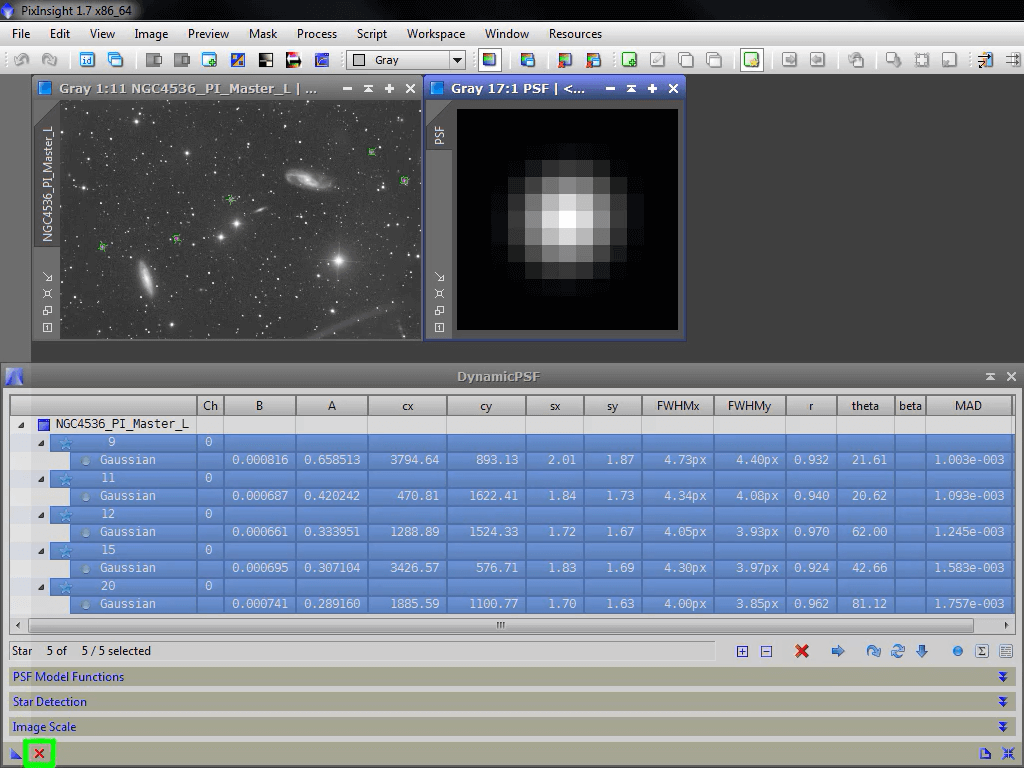 PixInsight 1.7 x86_64
File Edit View Image Preview Mask Process Script Workspace Window Resources
id Gray
Gray 1:11 NGC4536_PI_Master_L | ...
Gray 17:1 PSF | <...
NGC4536_PI_Master_L
PSF
DynamicPSF
Ch B A cx cy sx sy FWHMx FWHMy r theta beta MAD
NGC4536_PI_Master_L
9 0
Gaussian 0.000816 0.658513 3794.64 893.13 2.01 1.87 4.73px 4.40px 0.932 21.61 1.003e-003
11 0
Gaussian 0.000687 0.420242 470.81 1622.41 1.84 1.73 4.34px 4.08px 0.940 20.62 1.093e-003
12 0
Gaussian 0.000661 0.333951 1288.89 1524.33 1.72 1.67 4.05px 3.93px 0.970 62.00 1.245e-003
15 0
Gaussian 0.000695 0.307104 3426.57 576.71 1.83 1.69 4.30px 3.97px 0.924 42.66 1.583e-003
20 0
Gaussian 0.000741 0.289160 1885.59 1100.77 1.70 1.63 4.00px 3.85px 0.962 81.12 1.757e-003
Star 5 of 5 / 5 selected
Σ
PSF Model Functions
Star Detection
Image Scale